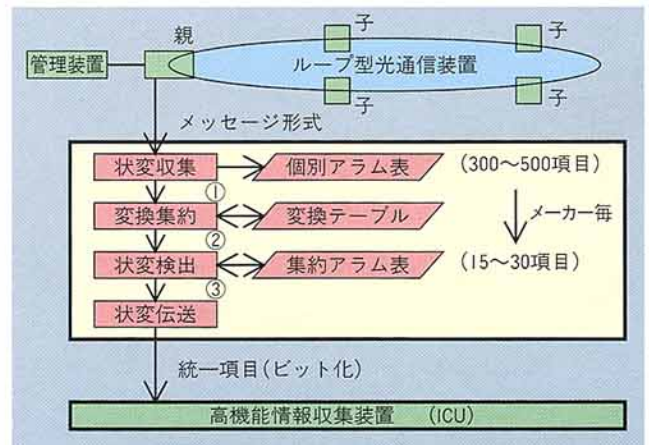 子 子
親
管理装置 ループ型光通信装置
子 子
メッセージ形式
状変収集 個別アラム表 (300〜500項目)
①
変換集約 変換テーブル メーカー毎
②
状変検出 集約アラム表 (15〜30項目)
③
状変伝送
統一項目(ビット化)
高機能情報収集装置 (ICU)